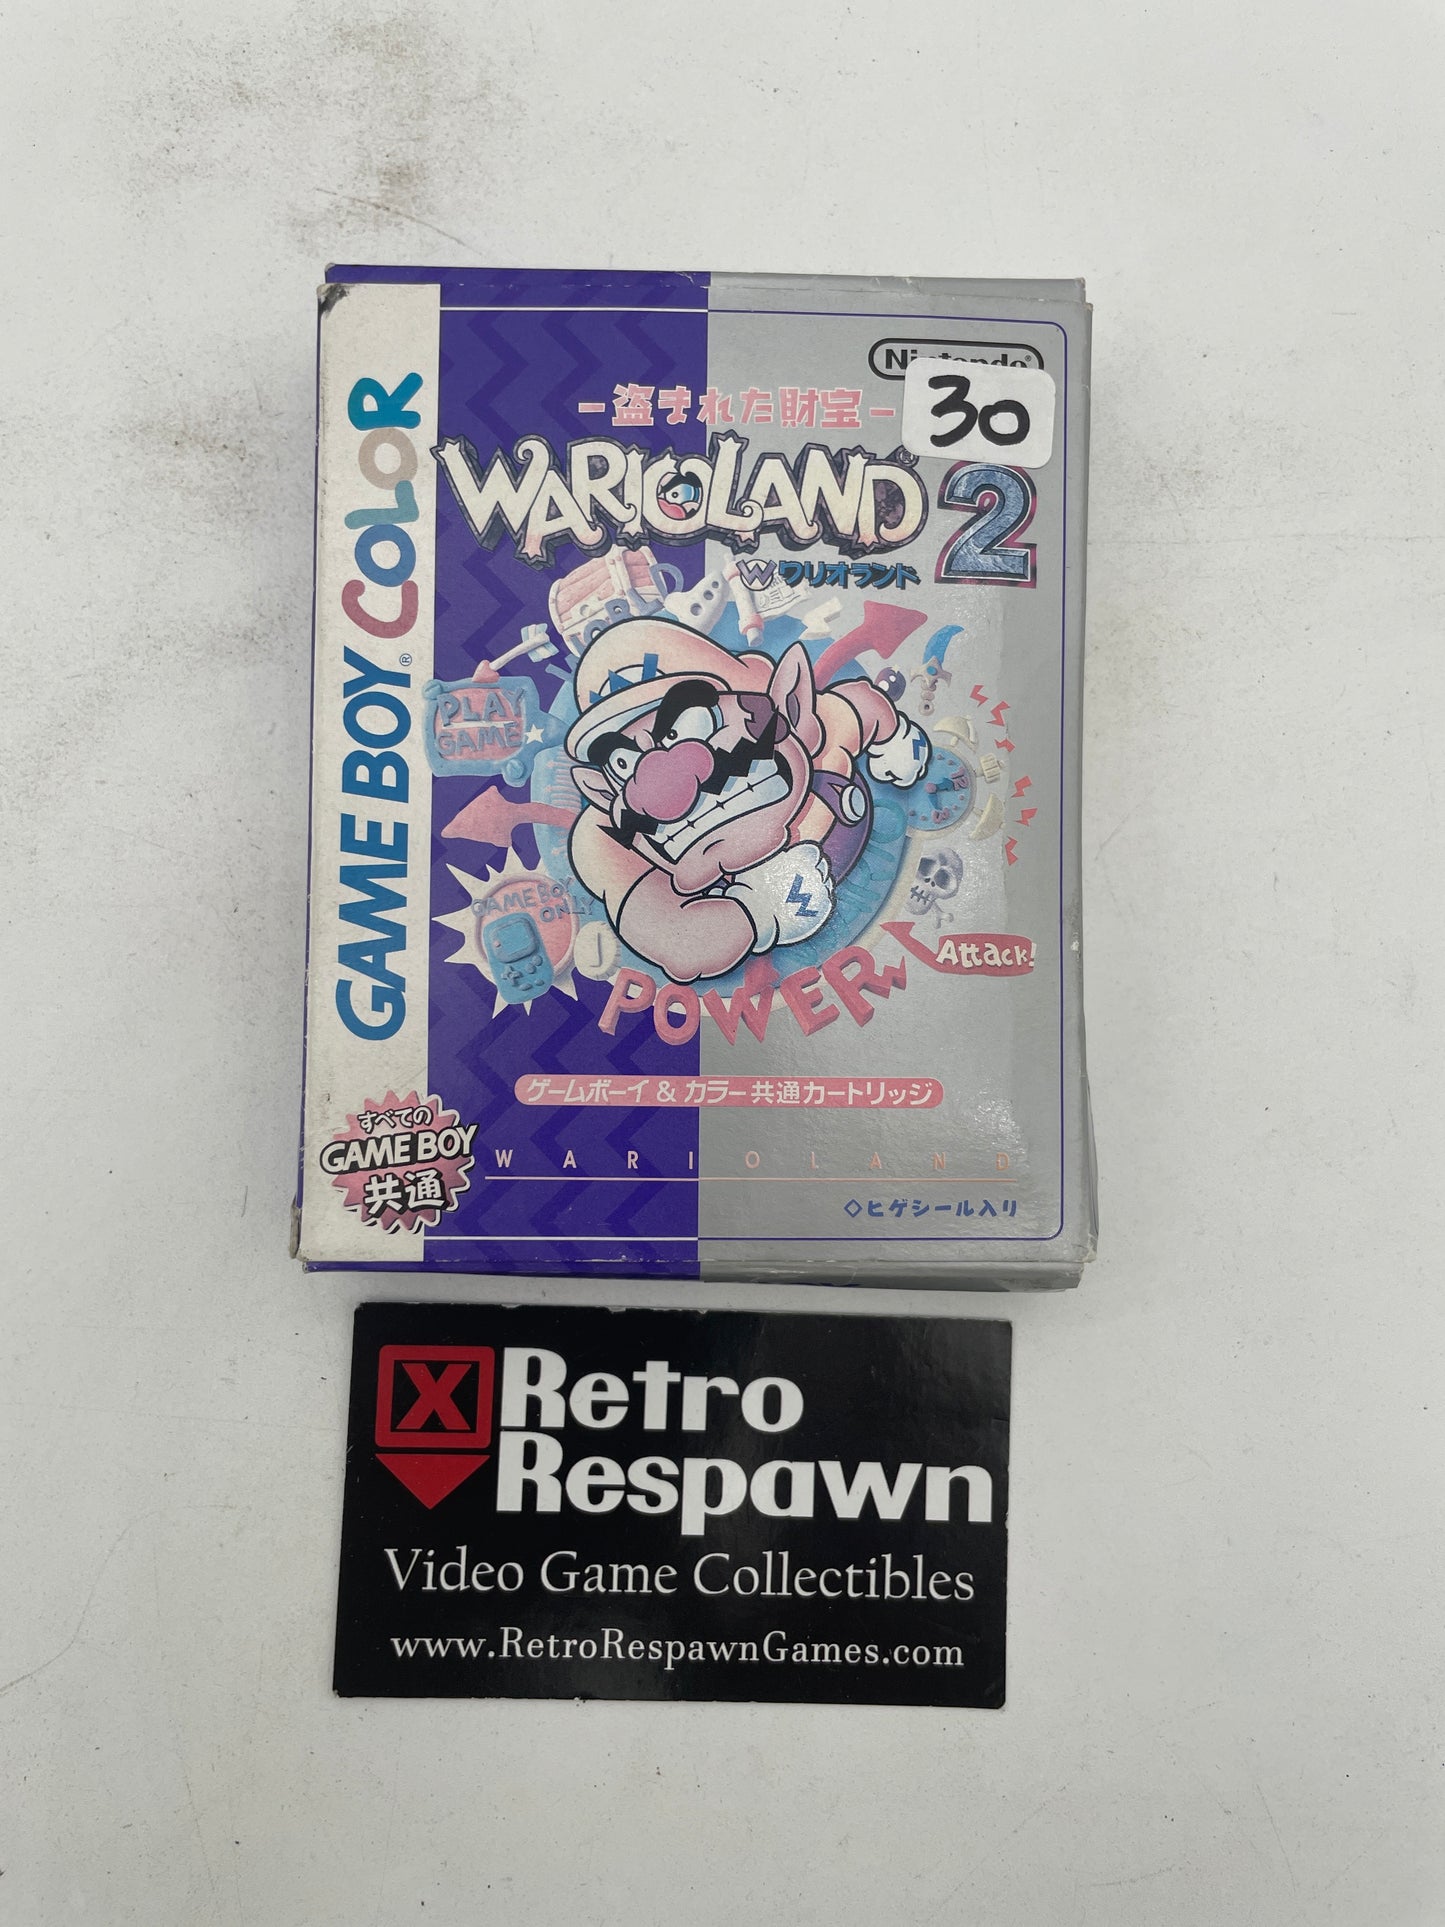 Nintendo®
30
-盗まれた財宝-
WARIOLAND® 2
W ワリオランド
GAME BOY COLOR
®
PLAY
GAME
12
GAME BOY
ONLY
Attack!
POWER
ゲームボーイ & カラー共通カートリッジ
すべての
GAME BOY
共通
WARIOLAND
◇ヒゲシール入り
X Retro
Respawn
Video Game Collectibles
www.RetroRespawnGames.com